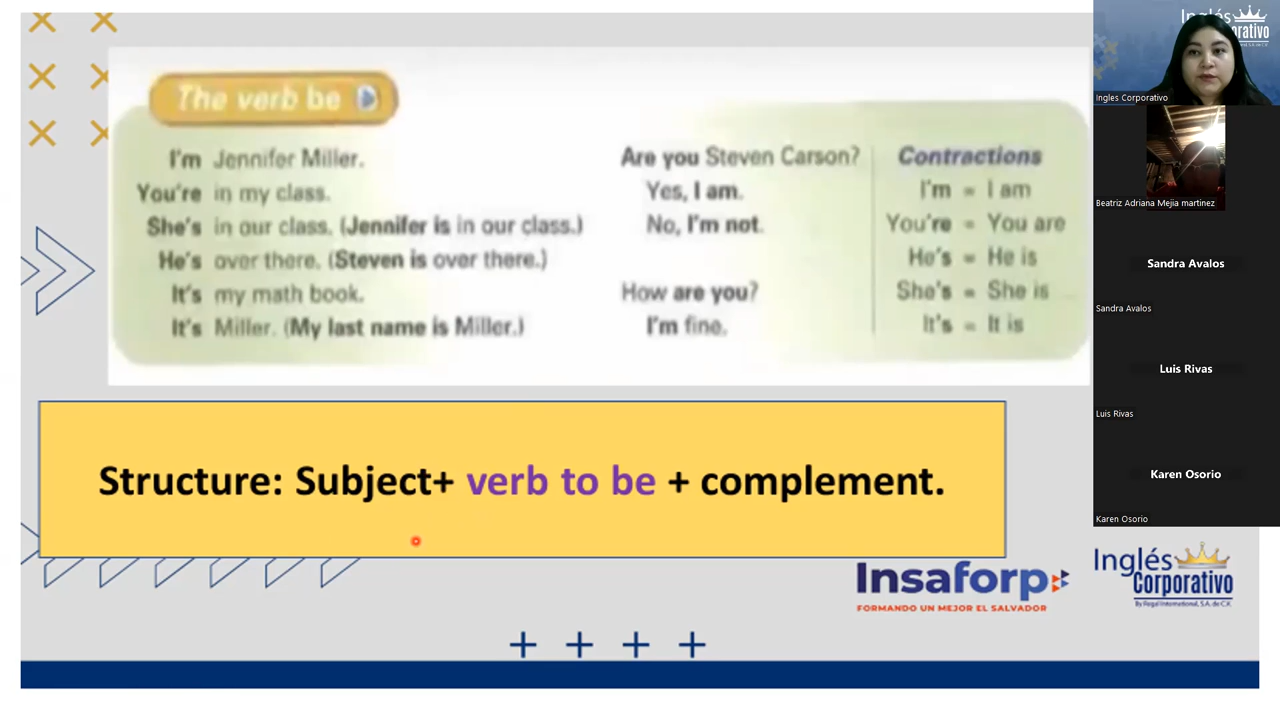 The verb be
I'm Jennifer Miller.
You're in my class.
She's in our class. (Jennifer is in our class.)
He's over there. (Steven is over there.)
It's my math book.
It's Miller. (My last name is Miller.)
Are you Steven Carson?
Yes, I am.
No, I'm not.
How are you?
I'm fine.
Contractions
I'm = I am
You're = You are
He's = He is
She's = She is
It's = It is
Structure: Subject+ verb to be + complement.
Insaforp
FORMANDO UN MEJOR EL SALVADOR
Inglés
Corporativo
By Regal International, S.A. de C.V.
Inglés
Ingles Corporativo
Beatriz Adriana Mejia martinez
Sandra Avalos
Sandra Avalos
Luis Rivas
Luis Rivas
Karen Osorio
Karen Osorio